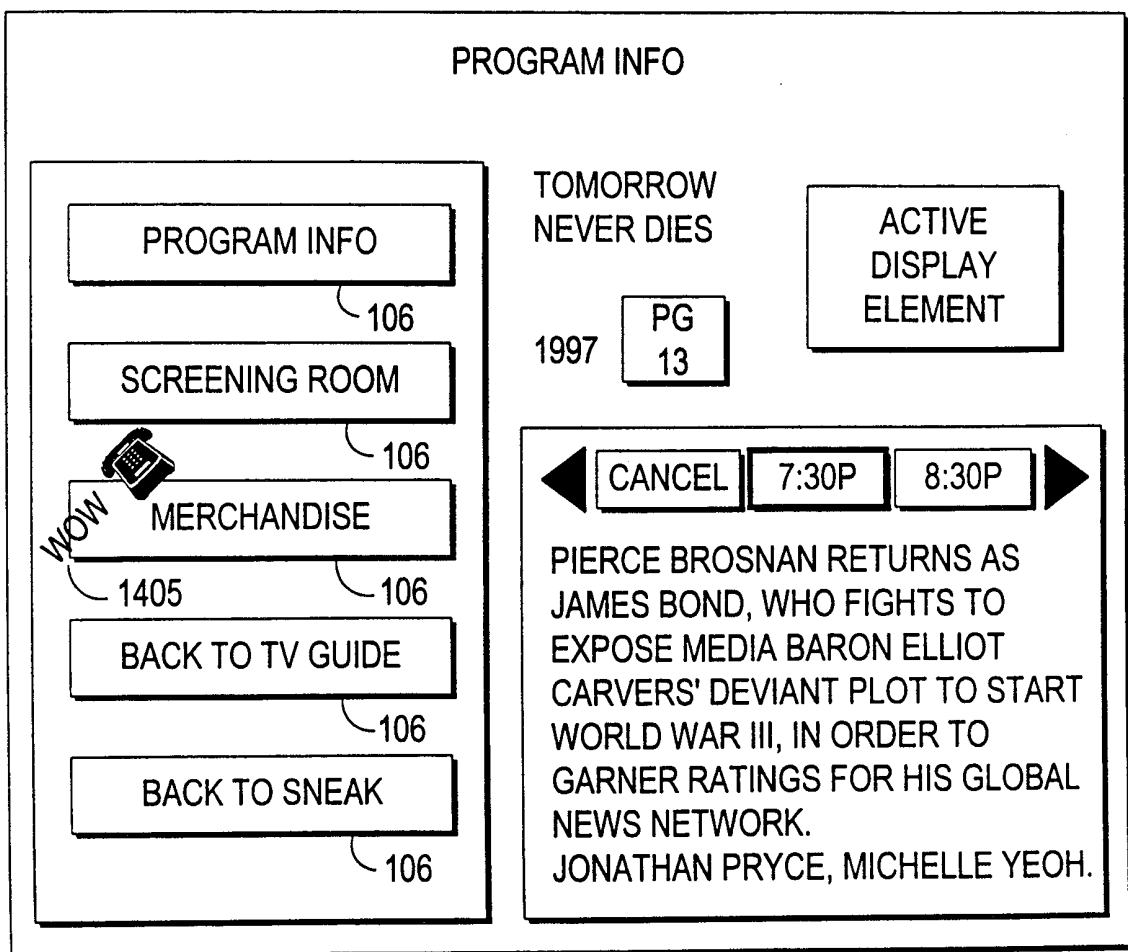 PROGRAM INFO
PROGRAM INFO
106
SCREENING ROOM
106
MERCHANDISE
WOW
1405
106
BACK TO TV GUIDE
106
BACK TO SNEAK
106
TOMORROW
NEVER DIES
1997
PG
13
ACTIVE
DISPLAY
ELEMENT
CANCEL 7:30P 8:30P
PIERCE BROSNAN RETURNS AS
JAMES BOND, WHO FIGHTS TO
EXPOSE MEDIA BARON ELLIOT
CARVERS' DEVIANT PLOT TO START
WORLD WAR III, IN ORDER TO
GARNER RATINGS FOR HIS GLOBAL
NEWS NETWORK.
JONATHAN PRYCE, MICHELLE YEOH.